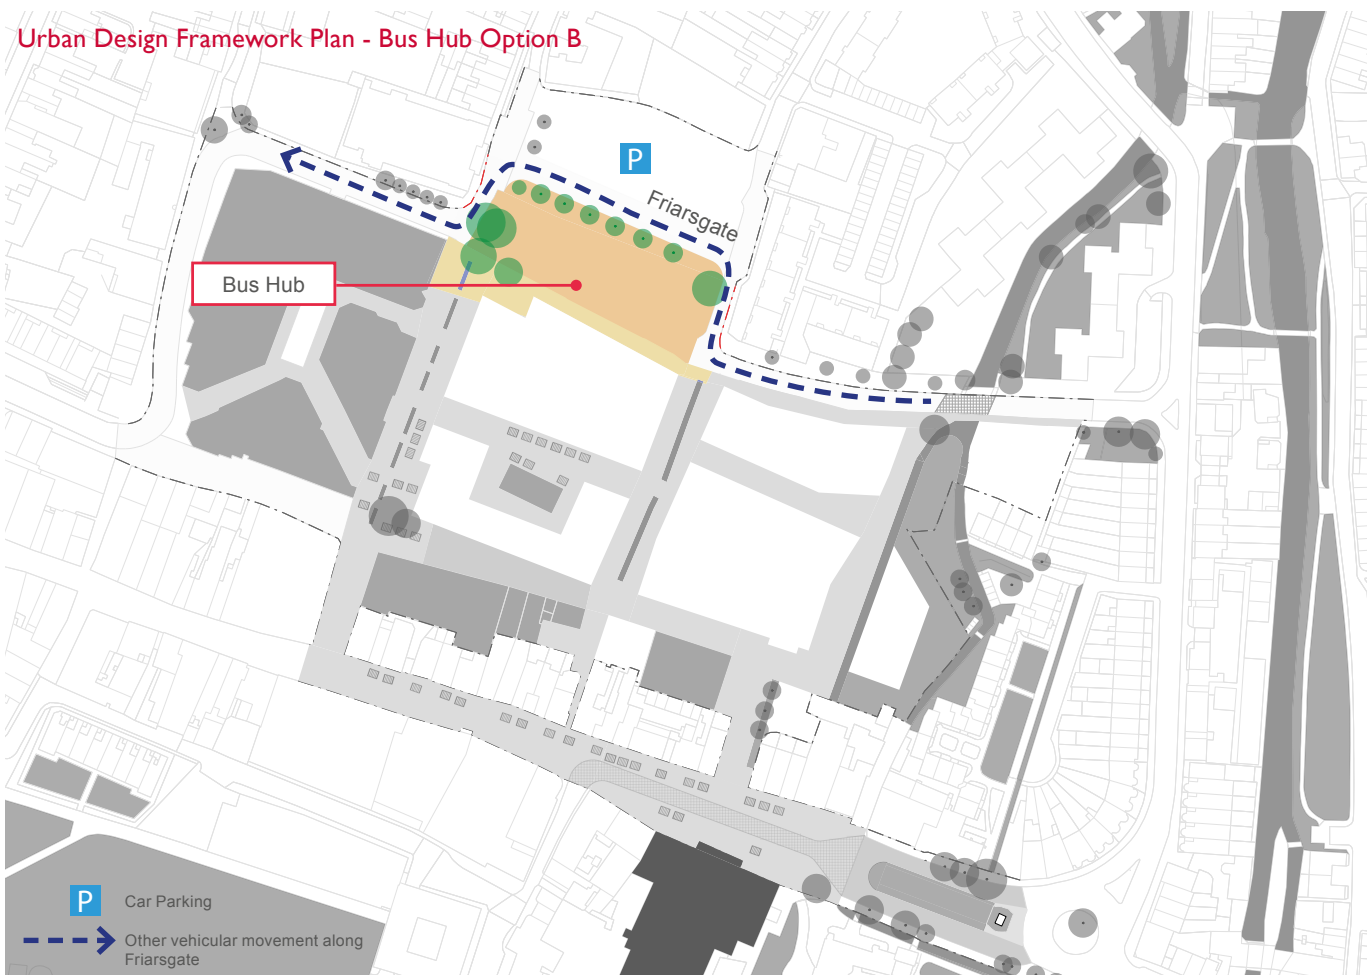 Urban Design Framework Plan - Bus Hub Option B
P
Friarsgate
Bus Hub
P
Car Parking
Other vehicular movement along
Friarsgate